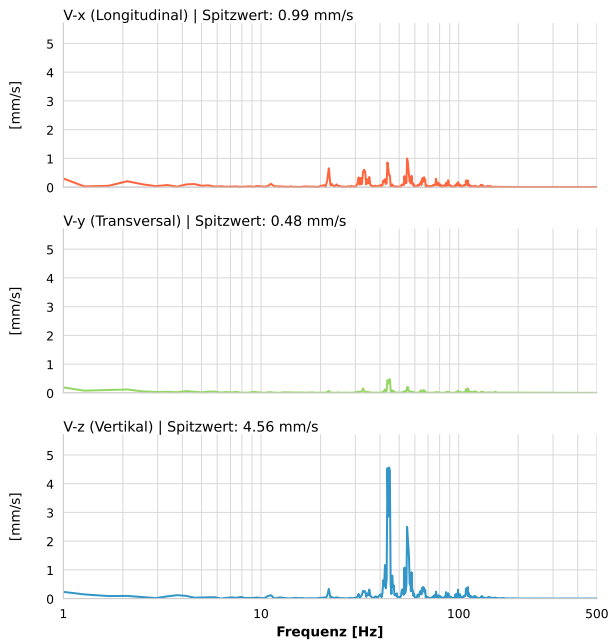 V-x (Longitudinal) | Spitzwert: 0.99 mm/s
5
4
[mm/s]
3
2
1
0
V-y (Transversal) | Spitzwert: 0.48 mm/s
5
4
[mm/s]
3
2
1
0
V-z (Vertikal) | Spitzwert: 4.56 mm/s
5
4
[mm/s]
3
2
1
0
1 10 100 500
Frequenz [Hz]